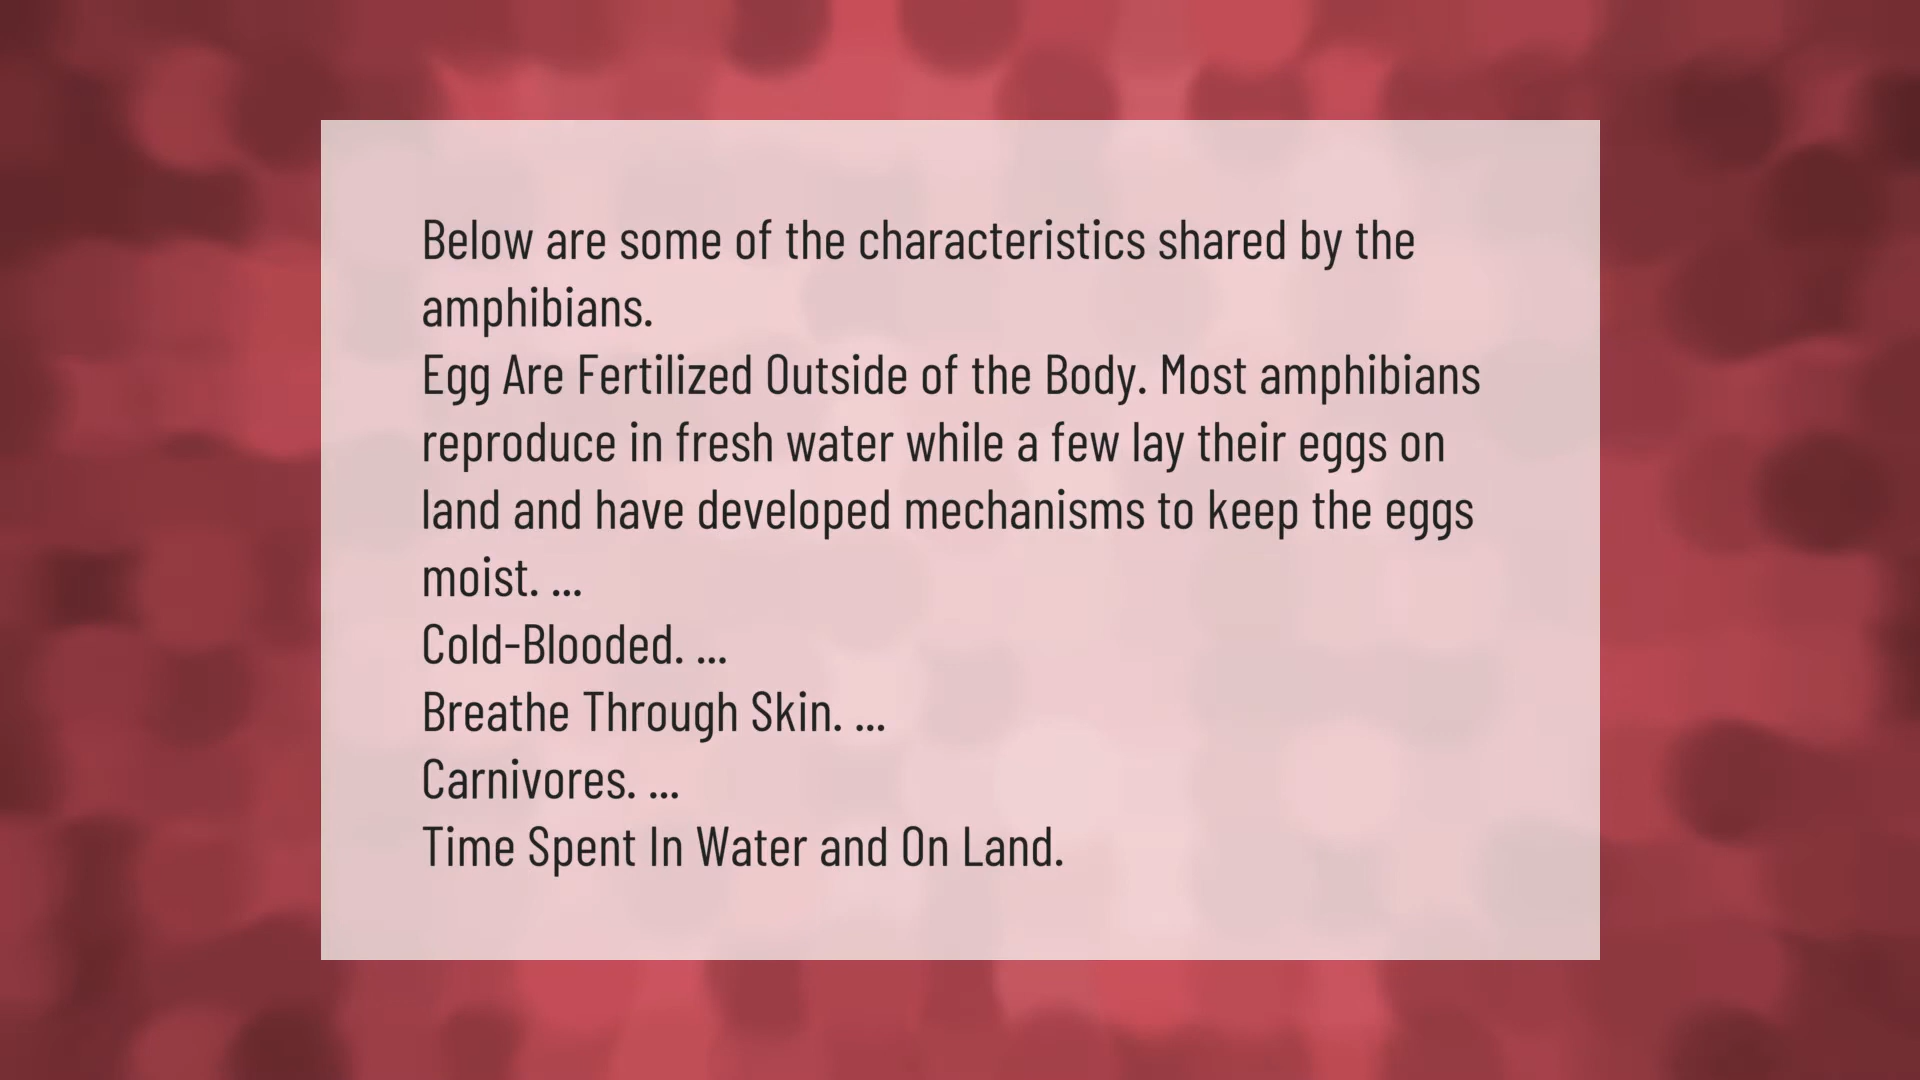 Below are some of the characteristics shared by the
amphibians.
Egg Are Fertilized Outside of the Body. Most amphibians
reproduce in fresh water while a few lay their eggs on
land and have developed mechanisms to keep the eggs
moist. ...
Cold-Blooded. ...
Breathe Through Skin. ...
Carnivores. ...
Time Spent In Water and On Land.